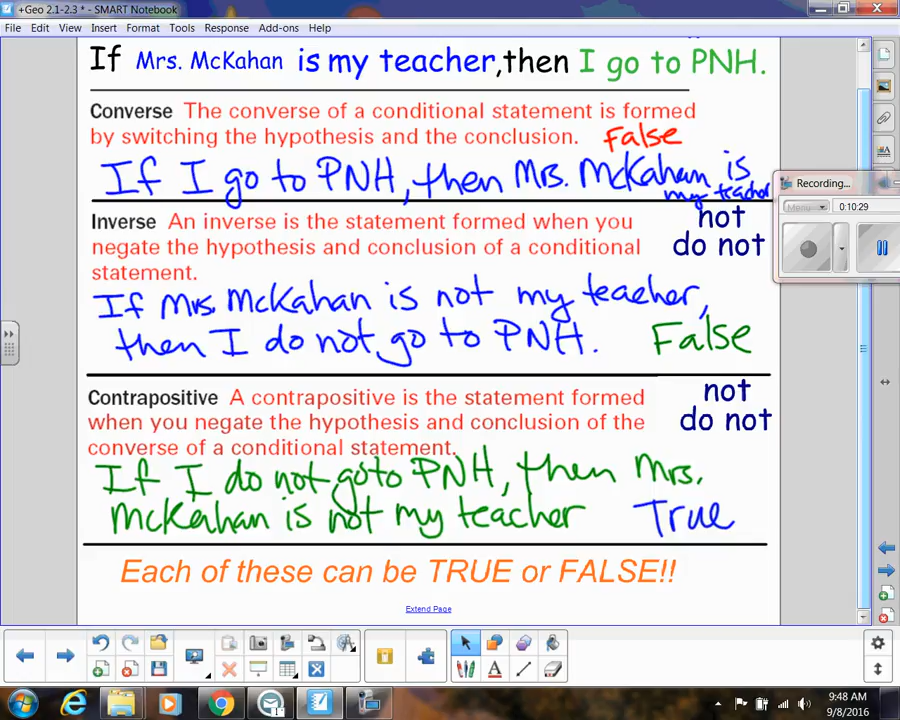 +Geo 2.1-2.3 * - SMART Notebook
File Edit View Insert Format Tools Response Add-ons Help
If Mrs. McKahan is my teacher, then I go to PNH.
Converse The converse of a conditional statement is formed
by switching the hypothesis and the conclusion. False
If I go to PNH, then Mrs. McKahan is
my teacher
Inverse An inverse is the statement formed when you
negate the hypothesis and conclusion of a conditional
statement.
not
do not
If Mrs. McKahan is not my teacher,
then I do not go to PNH. False
Contrapositive A contrapositive is the statement formed
when you negate the hypothesis and conclusion of the
converse of a conditional statement.
not
do not
If I do not go to PNH, then Mrs.
McKahan is not my teacher True
Each of these can be TRUE or FALSE!!
Extend Page
Recording...
Menu
0:10:29
9:48 AM
9/8/2016